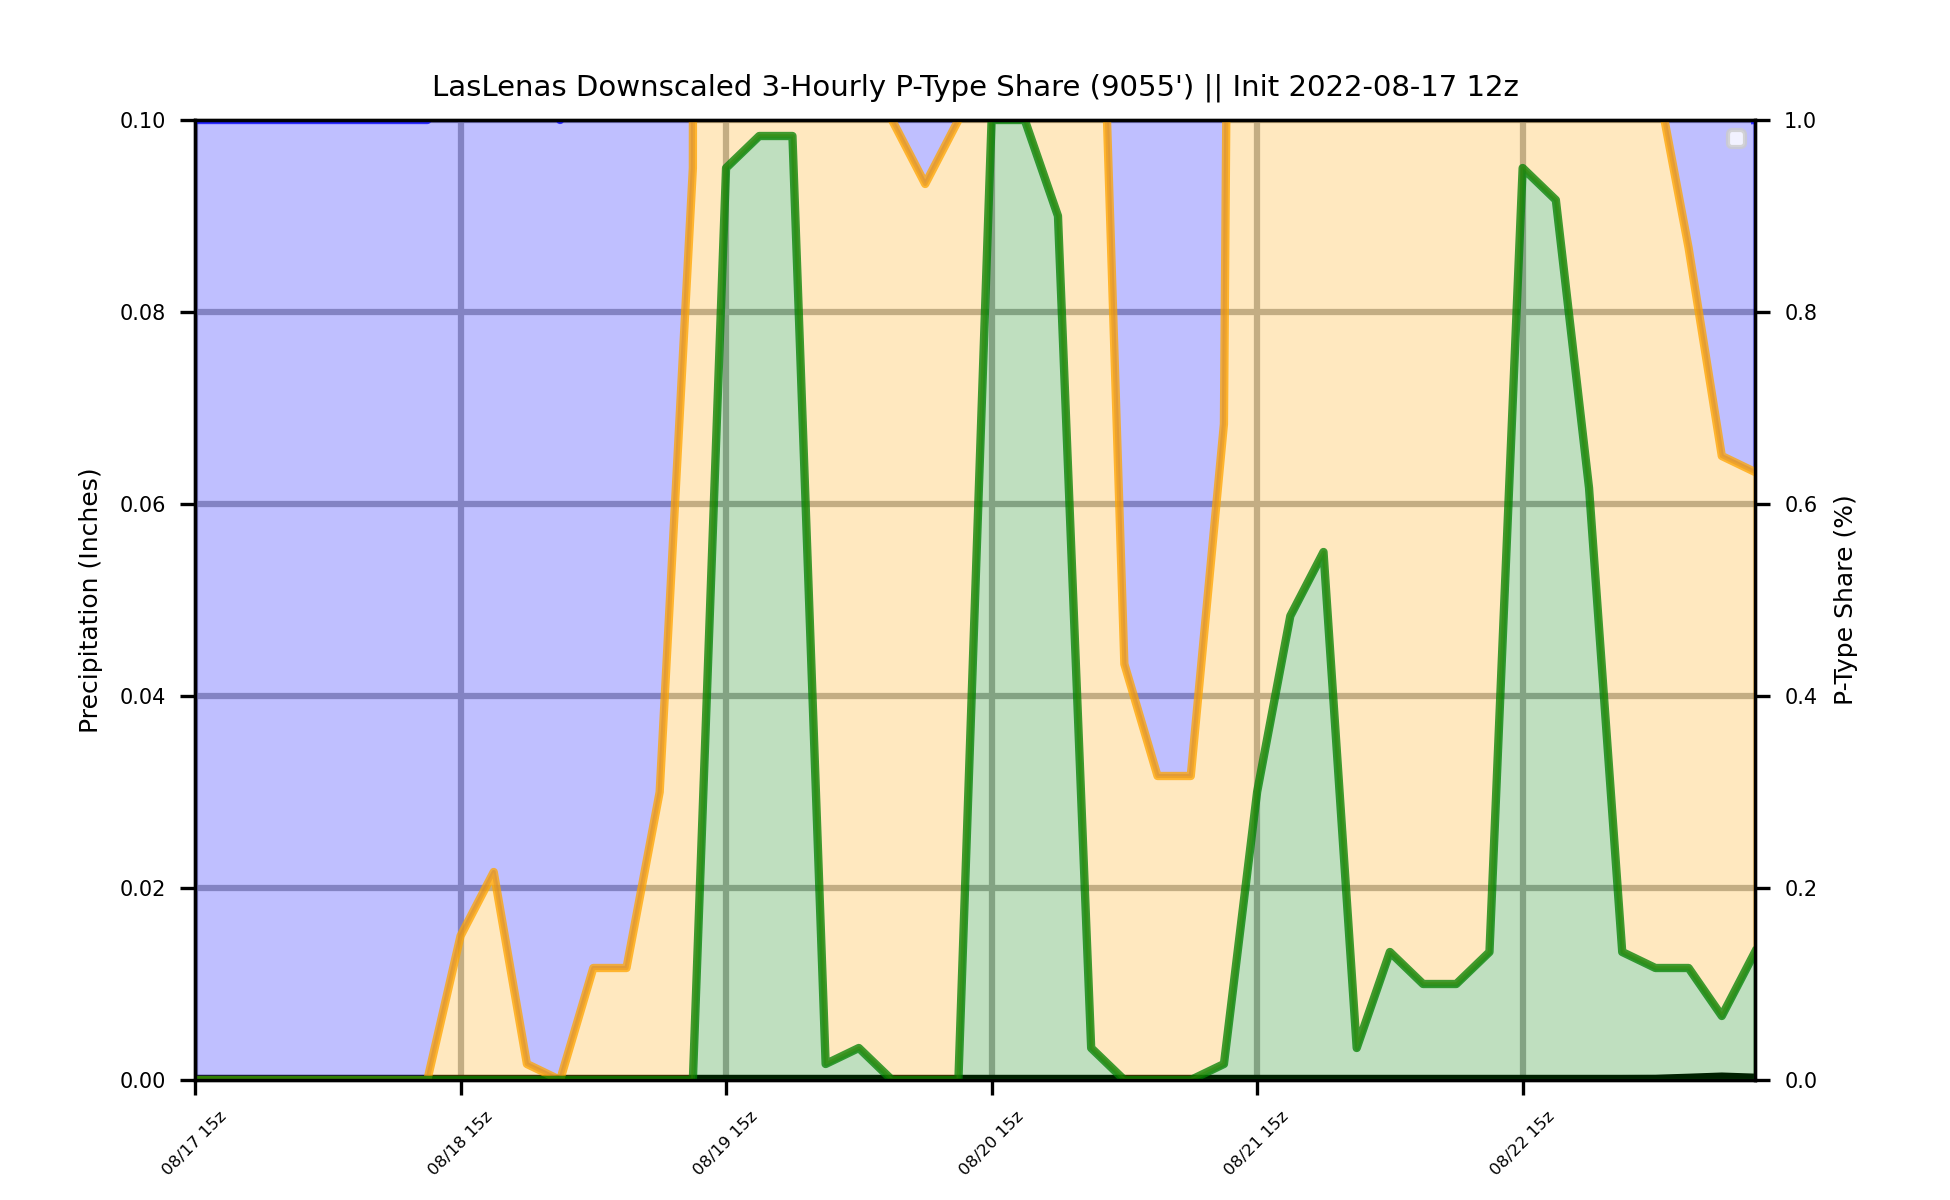 LasLenas Downscaled 3-Hourly P-Type Share (9055') || Init 2022-08-17 12z
0.10
0.08
0.06
0.04
0.02
0.00
Precipitation (Inches)
1.0
0.8
0.6
0.4
0.2
0.0
P-Type Share (%)
08/17 15z
08/18 15z
08/19 15z
08/20 15z
08/21 15z
08/22 15z